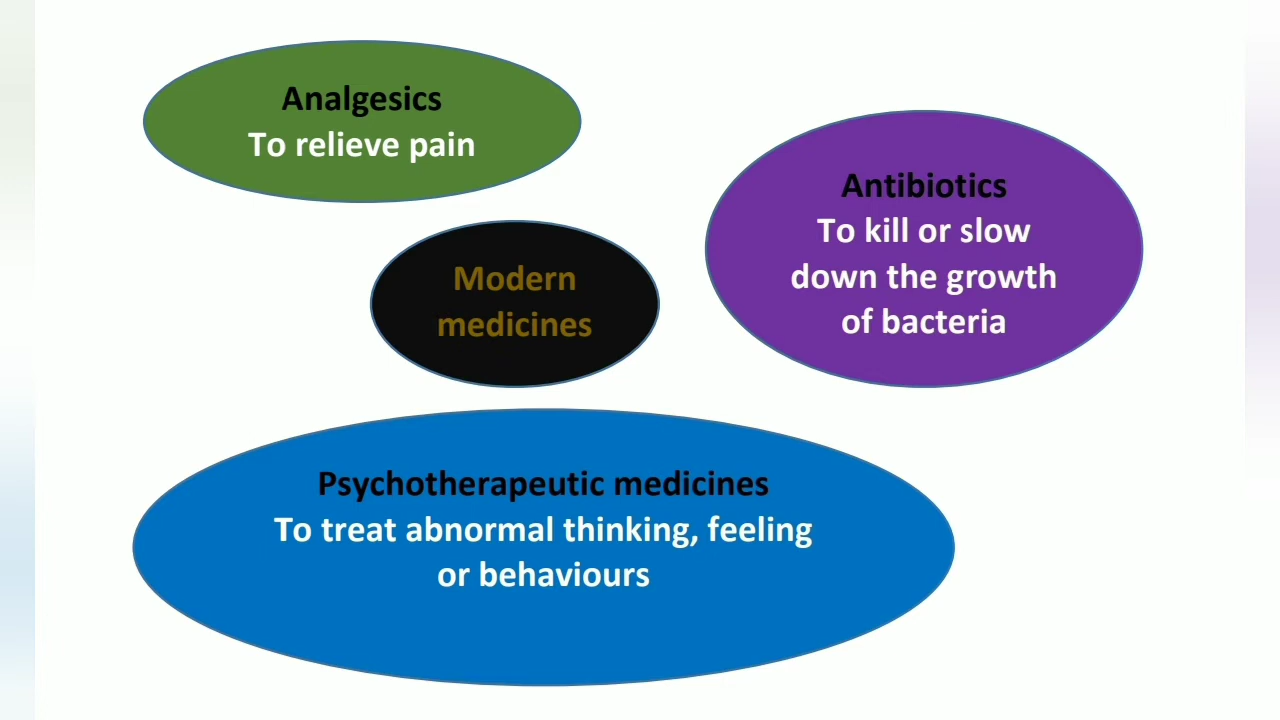 Analgesics
To relieve pain
Antibiotics
To kill or slow
down the growth
of bacteria
Modern
medicines
Psychotherapeutic medicines
To treat abnormal thinking, feeling
or behaviours